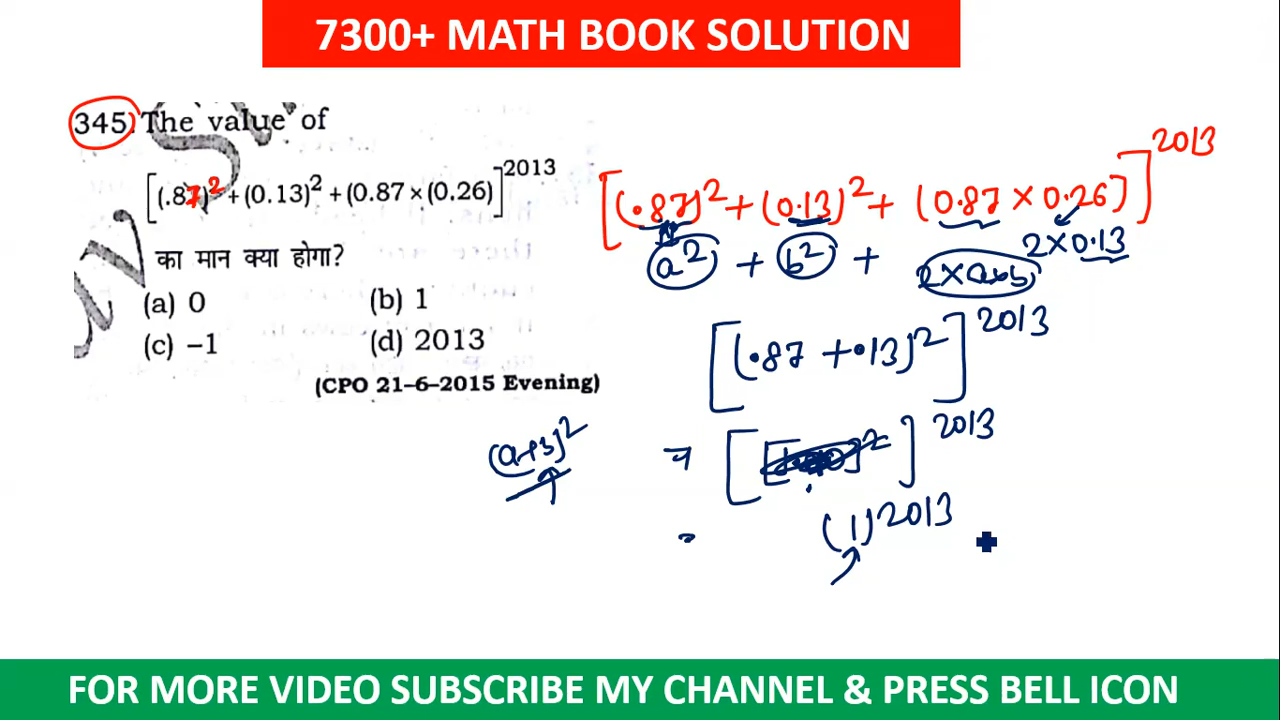 7300+ MATH BOOK SOLUTION
345. The value of
[(.87)² + (0.13)² + (0.87 × (0.26)]²⁰¹³
का मान क्या होगा?
(a) 0 (b) 1
(c) –1 (d) 2013
(CPO 21–6–2015 Evening)
[(.87)² + (0.13)² + (0.87 × 0.26)]²⁰¹³
2×0.13
a² + b² + 2×a×b
[(.87 + .13)²]²⁰¹³
(a+b)²
= [ ]²⁰¹³
= (1)²⁰¹³
FOR MORE VIDEO SUBSCRIBE MY CHANNEL & PRESS BELL ICON